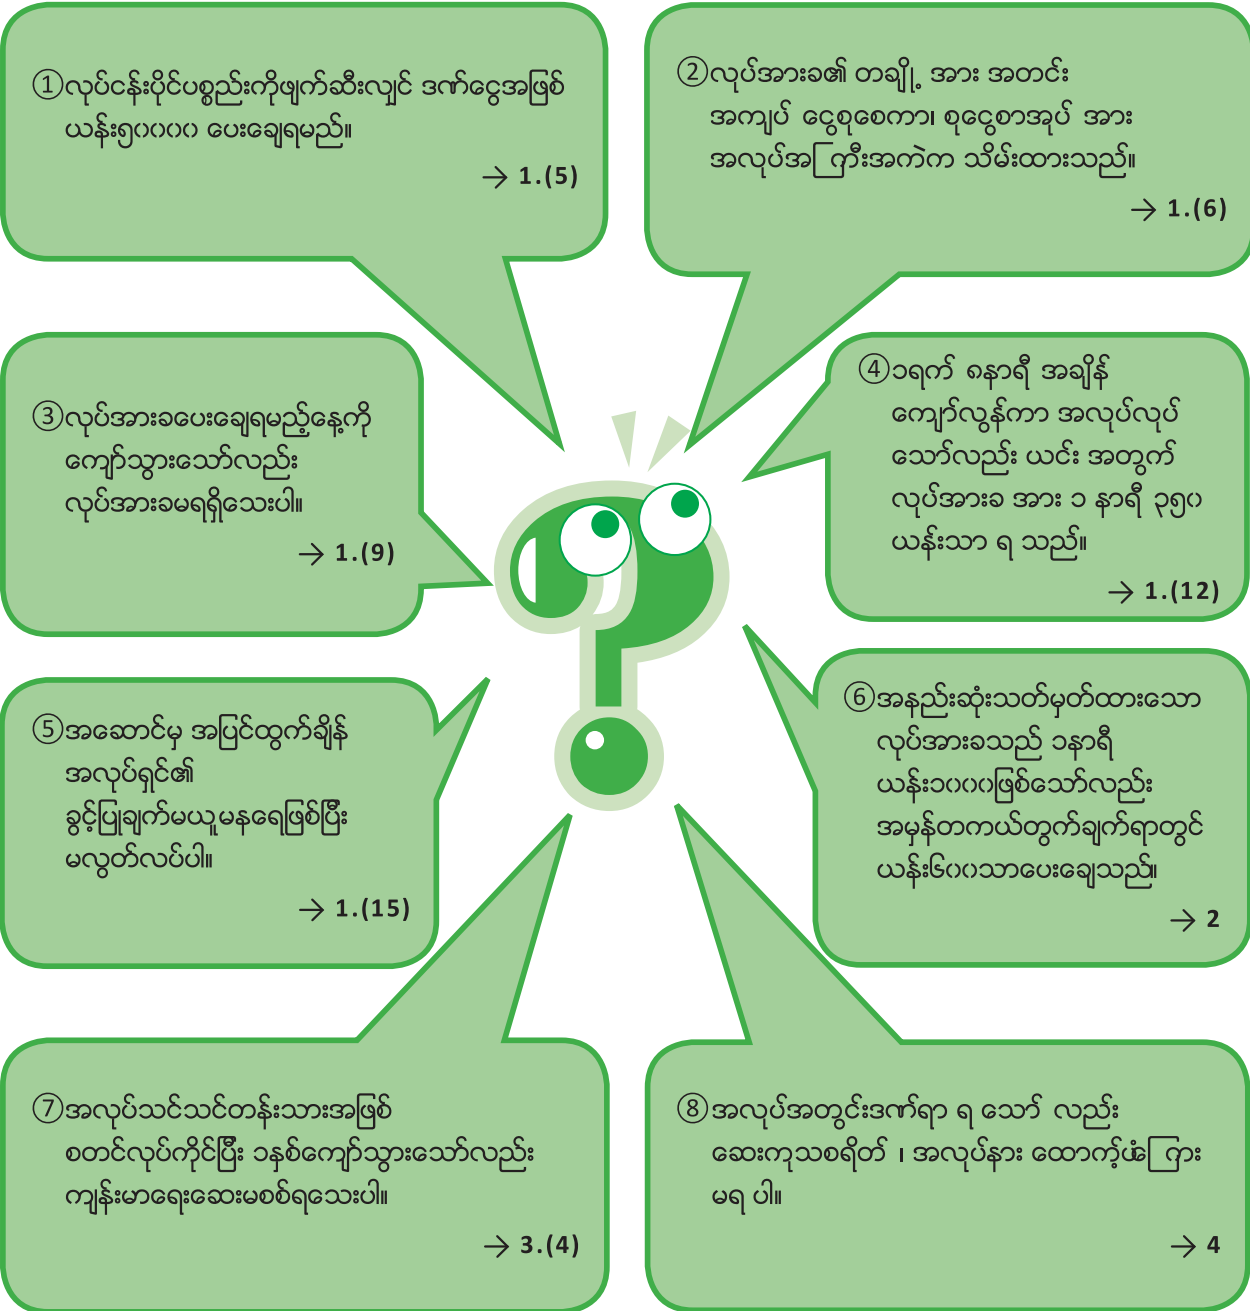 ①လုပ်ငန်းပိုင်ပစ္စည်းကိုဖျက်ဆီးလျှင် ဒဏ်ငွေအဖြစ်
ယန်း၅၀၀၀၀ ပေးချေရမည်။
→ 1.(5)
②လုပ်အားခ၏ တချို့ အား အတင်း
အကျပ် ငွေစုစေကာ၊ စုငွေစာအုပ် အား
အလုပ်အကြီးအကဲက သိမ်းထားသည်။
→ 1.(6)
③လုပ်အားခပေးချေရမည့်နေ့ကို
ကျော်သွားသော်လည်း
လုပ်အားခမရရှိသေးပါ။
→ 1.(9)
④၁ရက် ၈နာရီ အချိန်
ကျော်လွန်ကာ အလုပ်လုပ်
သော်လည်း ယင်း အတွက်
လုပ်အားခ အား ၁ နာရီ ၃၅၀
ယန်းသာ ရ သည်။
→ 1.(12)
⑤အဆောင်မှ အပြင်ထွက်ချိန်
အလုပ်ရှင်၏
ခွင့်ပြုချက်မယူမနေရဖြစ်ပြီး
မလွတ်လပ်ပါ။
→ 1.(15)
⑥အနည်းဆုံးသတ်မှတ်ထားသော
လုပ်အားခသည် ၁နာရီ
ယန်း၁၀၀၀ဖြစ်သော်လည်း
အမှန်တကယ်တွက်ချက်ရာတွင်
ယန်း၆၀၀သာပေးချေသည်။
→ 2
⑦အလုပ်သင်သင်တန်းသားအဖြစ်
စတင်လုပ်ကိုင်ပြီး ၁နှစ်ကျော်သွားသော်လည်း
ကျန်းမာရေးဆေးမစစ်ရသေးပါ။
→ 3.(4)
⑧အလုပ်အတွင်းဒဏ်ရာ ရ သော် လည်း
ဆေးကုသစရိတ် ၊ အလုပ်နား ထောက်ပံ့ကြေး
မရ ပါ။
→ 4